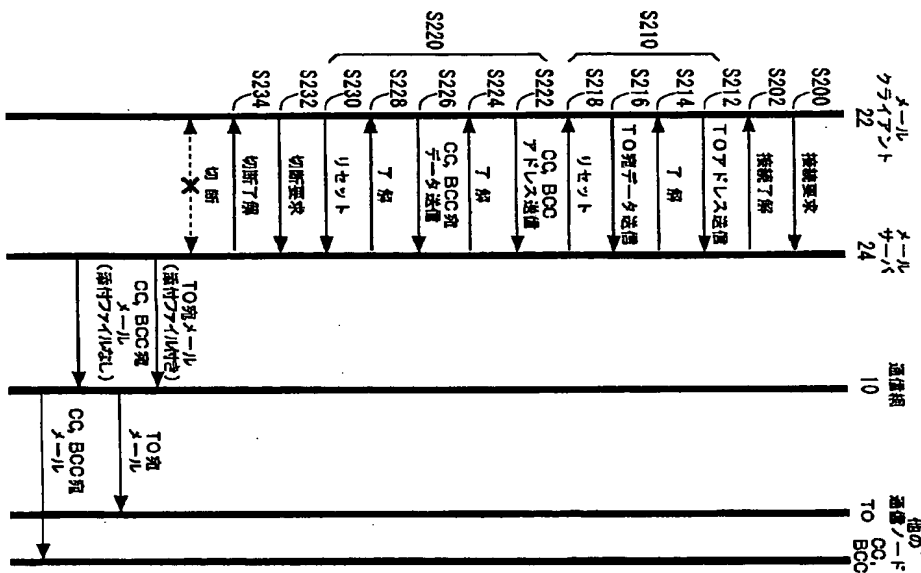 メール
クライアント
22
メール
サーバ
24
通信網
10
他の
通信ノード
TO
CC,
BCC
S200
接続要求
S202
接続了解
S210
S212
TOアドレス送信
S214
了解
S216
TO宛データ送信
S218
リセット
S220
S222
CC, BCC
アドレス送信
S224
了解
S226
CC, BCC宛
データ送信
S228
了解
S230
リセット
S232
切断要求
S234
切断了解
切断
TO宛メール
(添付ファイル付き)
CC, BCC宛
メール
(添付ファイルなし)
TO宛
メール
CC, BCC宛
メール